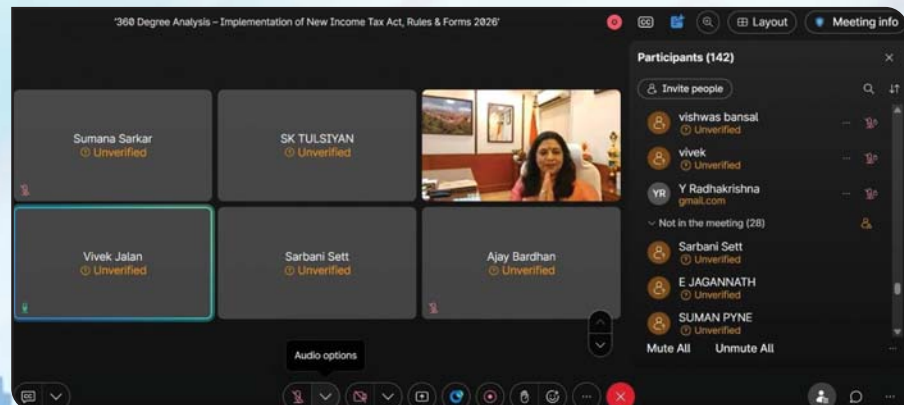 '360 Degree Analysis – Implementation of New Income Tax Act, Rules & Forms 2026'
CC
Layout
Meeting info
Sumana Sarkar
Unverified
SK TULSIYAN
Unverified
Vivek Jalan
Unverified
Sarbani Sett
Unverified
Ajay Bardhan
Unverified
Audio options
Participants (142)
Invite people
vishwas bansal
Unverified
vivek
Unverified
YR
Y Radhakrishna
gmail.com
Not in the meeting (28)
Sarbani Sett
Unverified
E JAGANNATH
Unverified
SUMAN PYNE
Unverified
Mute All Unmute All
CC